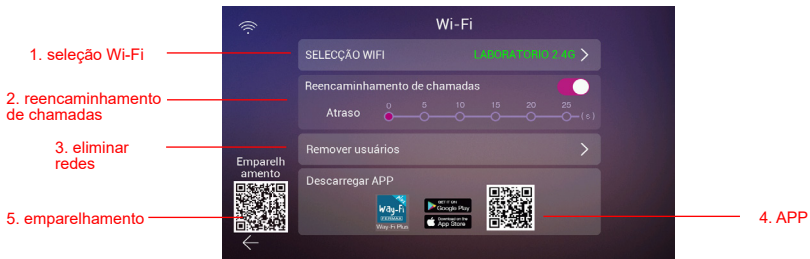 Wi-Fi
1. seleção Wi-Fi
SELECÇÃO WIFI
LABORATORIO 2.4G
2. reencaminhamento
de chamadas
Reencaminhamento de chamadas
Atraso
0 5 10 15 20 25
(s)
3. eliminar
redes
Remover usuários
Emparelh
amento
Descarregar APP
Way-Fi
FERMAX
Way-Fi Plus
GET IT ON
Google Play
Download on the
App Store
4. APP
5. emparelhamento